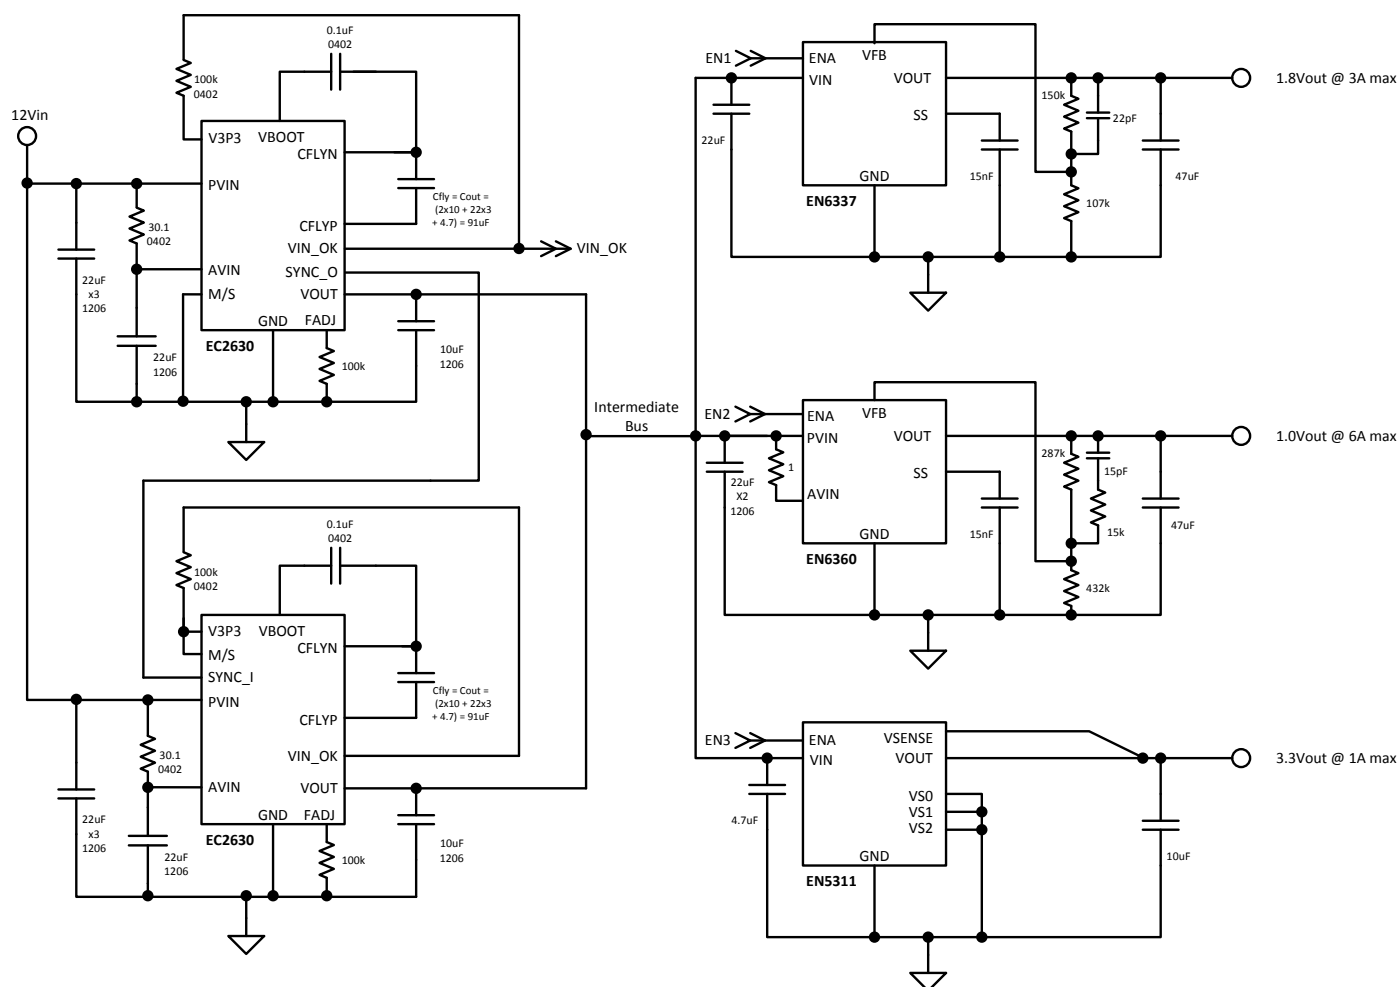 12Vin
100k
0402
0.1uF
0402
V3P3
VBOOT
CFLYN
PVIN
Cfly = Cout =
(2x10 + 22x3
+ 4.7) = 91uF
30.1
0402
CFLYP
VIN_OK
VIN_OK
AVIN
SYNC_O
22uF
x3
1206
M/S
VOUT
GND
FADJ
EC2630
22uF
1206
100k
10uF
1206
Intermediate
Bus
100k
0402
0.1uF
0402
V3P3
VBOOT
M/S
CFLYN
SYNC_I
PVIN
Cfly = Cout =
(2x10 + 22x3
+ 4.7) = 91uF
CFLYP
30.1
0402
VIN_OK
AVIN
VOUT
22uF
x3
1206
GND
FADJ
EC2630
22uF
1206
100k
10uF
1206
EN1
ENA
VFB
VIN
VOUT
SS
GND
EN6337
22uF
15nF
150k
22pF
107k
47uF
1.8Vout @ 3A max
EN2
ENA
VFB
PVIN
VOUT
1
SS
AVIN
GND
EN6360
22uF
X2
1206
15nF
287k
15pF
15k
432k
47uF
1.0Vout @ 6A max
EN3
ENA
VSENSE
VIN
VOUT
VS0
VS1
VS2
GND
EN5311
4.7uF
10uF
3.3Vout @ 1A max